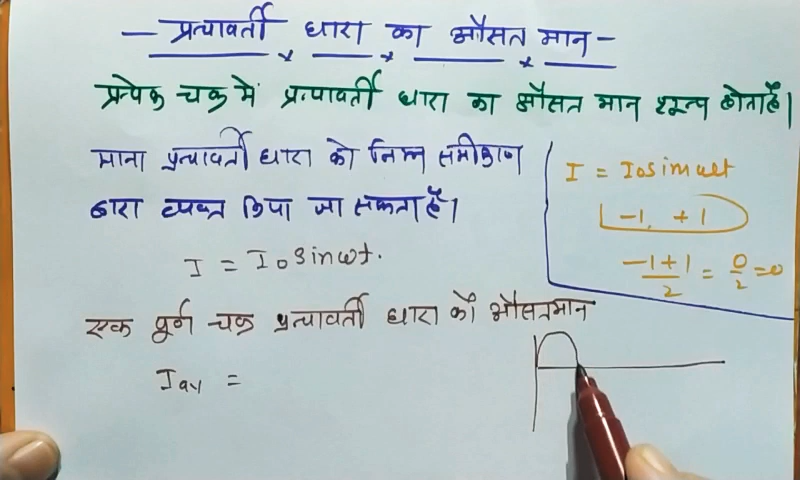 - प्रत्यावर्ती धारा का औसत मान -
प्रत्येक चक्र में प्रत्यावर्ती धारा का औसत मान शून्य होता है।
माना प्रत्यावर्ती धारा को निम्न समीकरण
द्वारा व्यक्त किया जा सकता है।
I = I0 sinωt.
I = I0 sinωt
-1, +1
-1+1/2 = 0/2 = 0
एक पूर्ण चक्र प्रत्यावर्ती धारा कौ औसतमान
Iav =